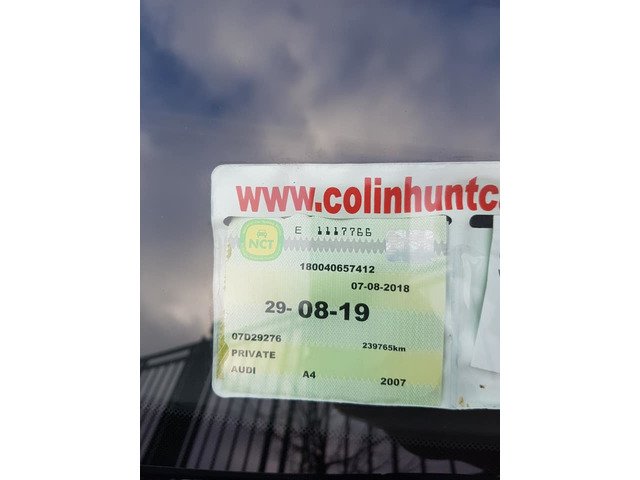 www.colinhuntc
E 1117766
NCT
180040657412
07-08-2018
29- 08-19
07D29276
239765km
PRIVATE
AUDI A4 2007